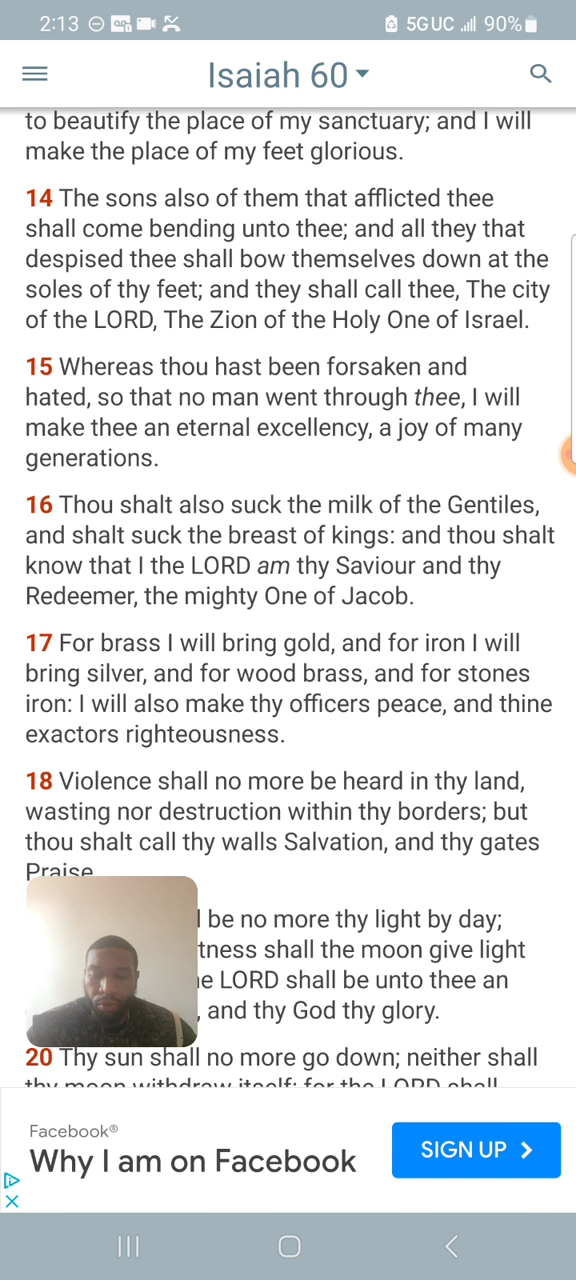 2:13
5G UC
90%
Isaiah 60
to beautify the place of my sanctuary; and I will
make the place of my feet glorious.
14 The sons also of them that afflicted thee
shall come bending unto thee; and all they that
despised thee shall bow themselves down at the
soles of thy feet; and they shall call thee, The city
of the LORD, The Zion of the Holy One of Israel.
15 Whereas thou hast been forsaken and
hated, so that no man went through thee, I will
make thee an eternal excellency, a joy of many
generations.
16 Thou shalt also suck the milk of the Gentiles,
and shalt suck the breast of kings: and thou shalt
know that I the LORD am thy Saviour and thy
Redeemer, the mighty One of Jacob.
17 For brass I will bring gold, and for iron I will
bring silver, and for wood brass, and for stones
iron: I will also make thy officers peace, and thine
exactors righteousness.
18 Violence shall no more be heard in thy land,
wasting nor destruction within thy borders; but
thou shalt call thy walls Salvation, and thy gates
Praise
be no more thy light by day;
shall the moon give light
LORD shall be unto thee an
, and thy God thy glory.
20 Thy sun shall no more go down; neither shall
thy moon withdraw itself: for the LORD shall
Facebook®
Why I am on Facebook
SIGN UP